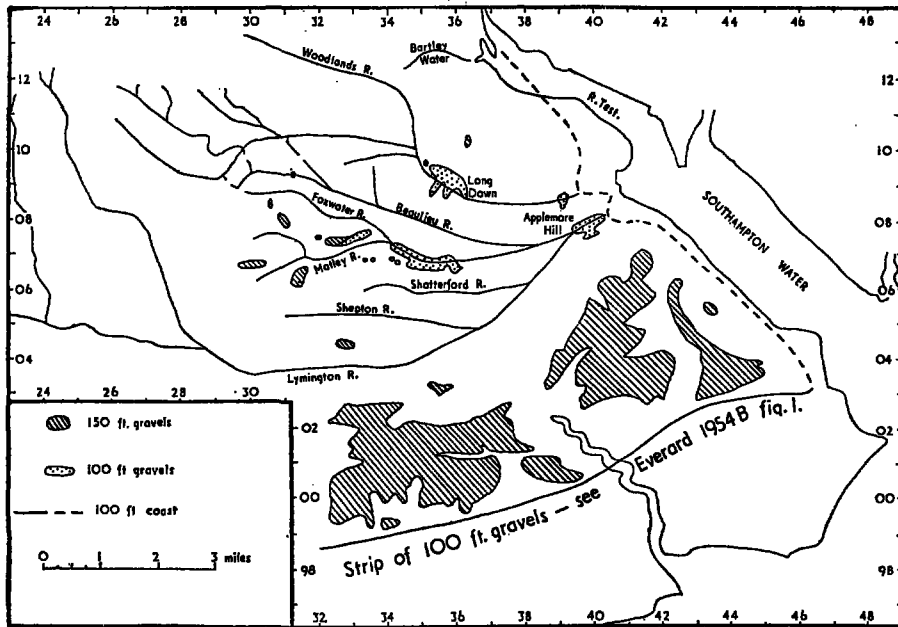 24 26 28 30 32 34 36 38 40 42 44 46 48
Woodlands R.
Bartley
Water
R. Test.
12 12
10 10
Long
Down
Foxwater R.
Beaulieu R.
Applemore
Hill
SOUTHAMPTON
WATER
08 08
Matley R.
Shatterford R.
06 06
Shepton R.
04 04
Lymington R.
24 26 28 30
150 ft. gravels
02
Everard 1954 B fig. 1.
02
100 ft gravels
00 00
100 ft coast
Strip of 100 ft. gravels – see
0 1 2 3 miles
98 98
32 34 36 38 40 42 44 46 48